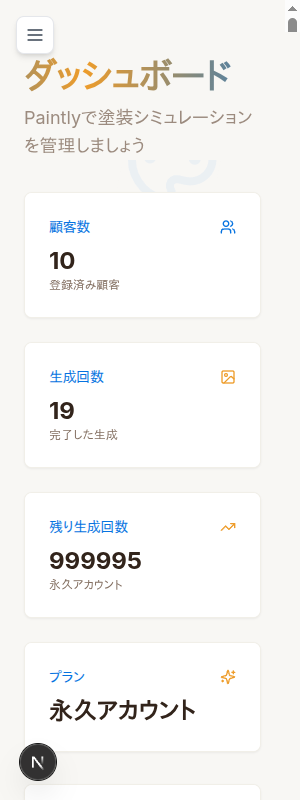 ダッシュボード
Paintlyで塗装シミュレーション
を管理しましょう
顧客数
10
登録済み顧客
生成回数
19
完了した生成
残り生成回数
999995
永久アカウント
プラン
永久アカウント
N